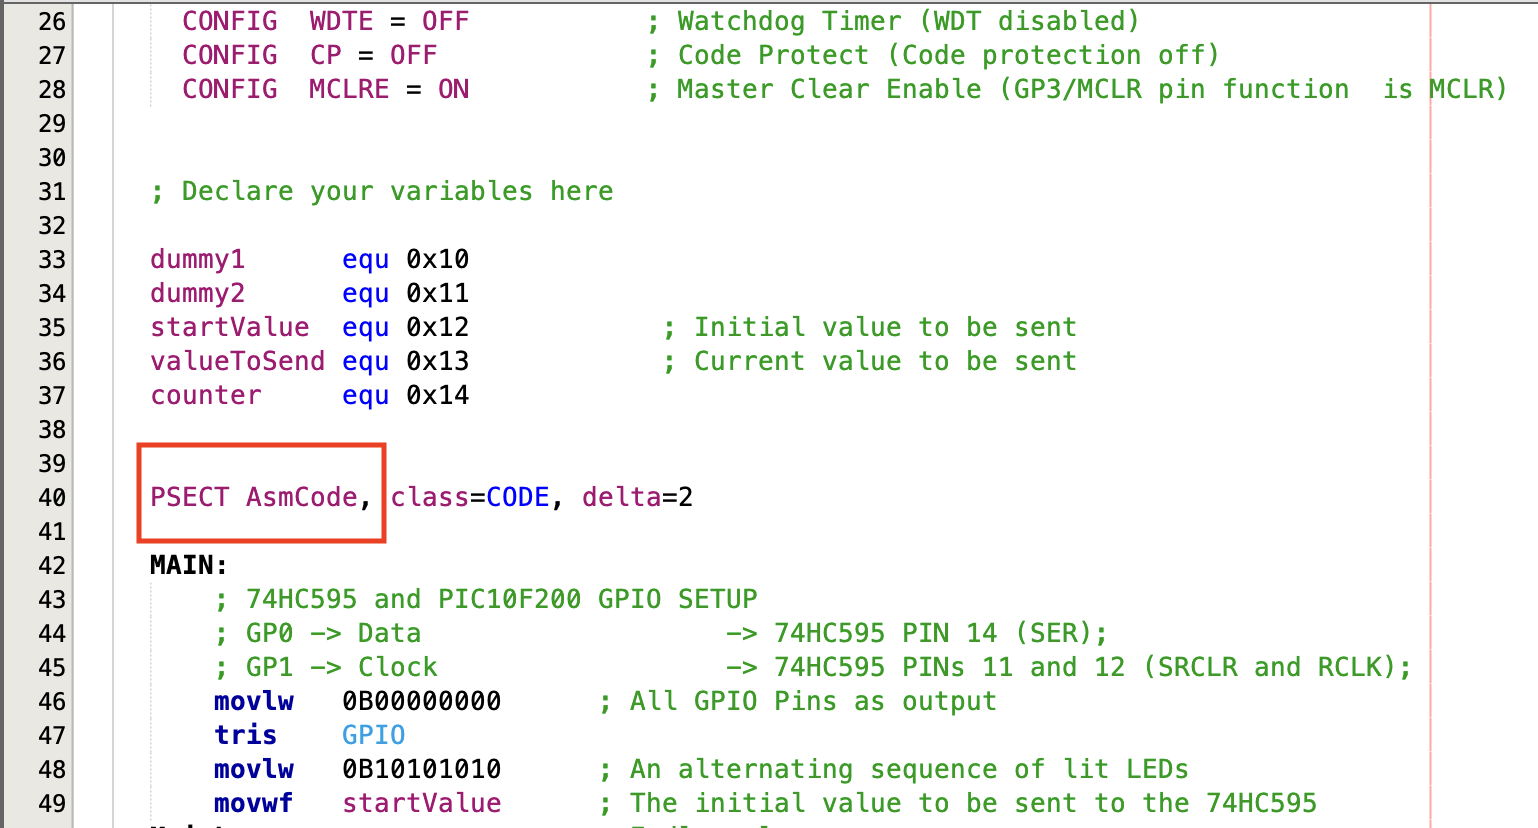 26 CONFIG WDTE = OFF ; Watchdog Timer (WDT disabled)
27 CONFIG CP = OFF ; Code Protect (Code protection off)
28 CONFIG MCLRE = ON ; Master Clear Enable (GP3/MCLR pin function  is MCLR)
29
30
31 ; Declare your variables here
32
33 dummy1 equ 0x10
34 dummy2 equ 0x11
35 startValue equ 0x12 ; Initial value to be sent
36 valueToSend equ 0x13 ; Current value to be sent
37 counter equ 0x14
38
39
40 PSECT AsmCode, class=CODE, delta=2
41
42 MAIN:
43 ; 74HC595 and PIC10F200 GPIO SETUP
44 ; GP0 -> Data -> 74HC595 PIN 14 (SER);
45 ; GP1 -> Clock -> 74HC595 PINs 11 and 12 (SRCLR and RCLK);
46 movlw 0B00000000 ; All GPIO Pins as output
47 tris GPIO
48 movlw 0B10101010 ; An alternating sequence of lit LEDs
49 movwf startValue ; The initial value to be sent to the 74HC595